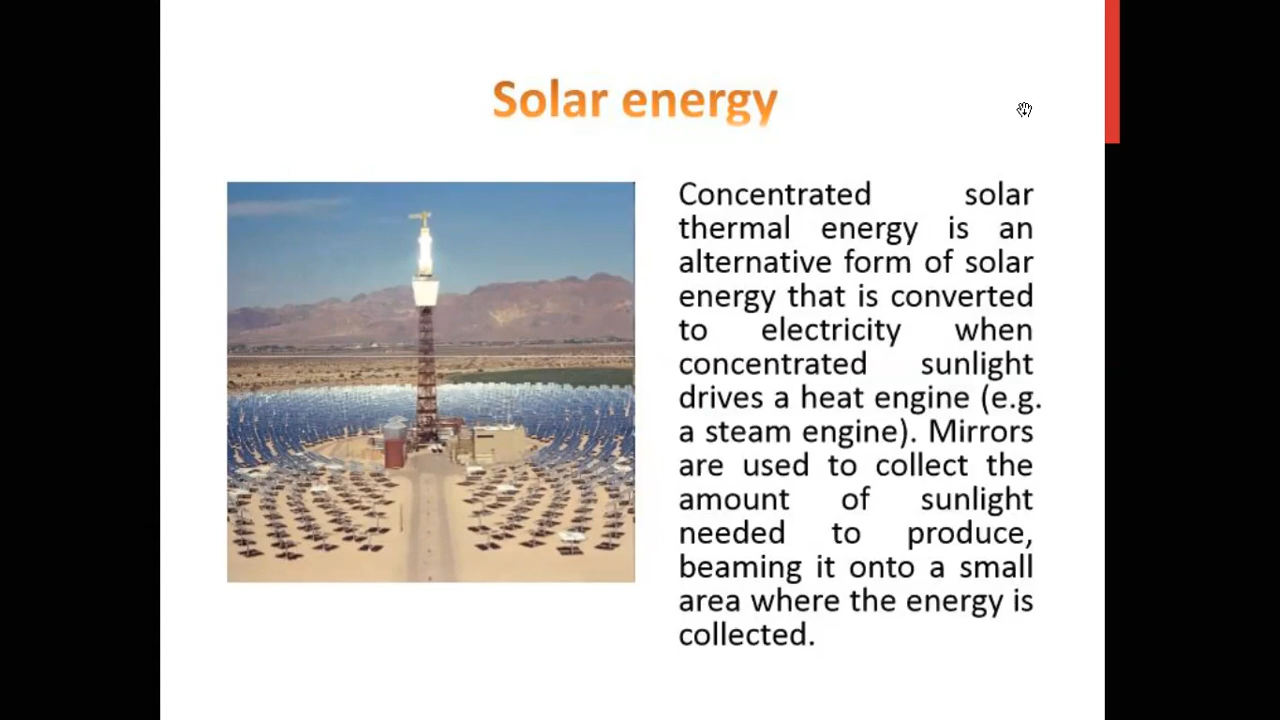 Solar energy
Concentrated solar
thermal energy is an
alternative form of solar
energy that is converted
to electricity when
concentrated sunlight
drives a heat engine (e.g.
a steam engine). Mirrors
are used to collect the
amount of sunlight
needed to produce,
beaming it onto a small
area where the energy is
collected.